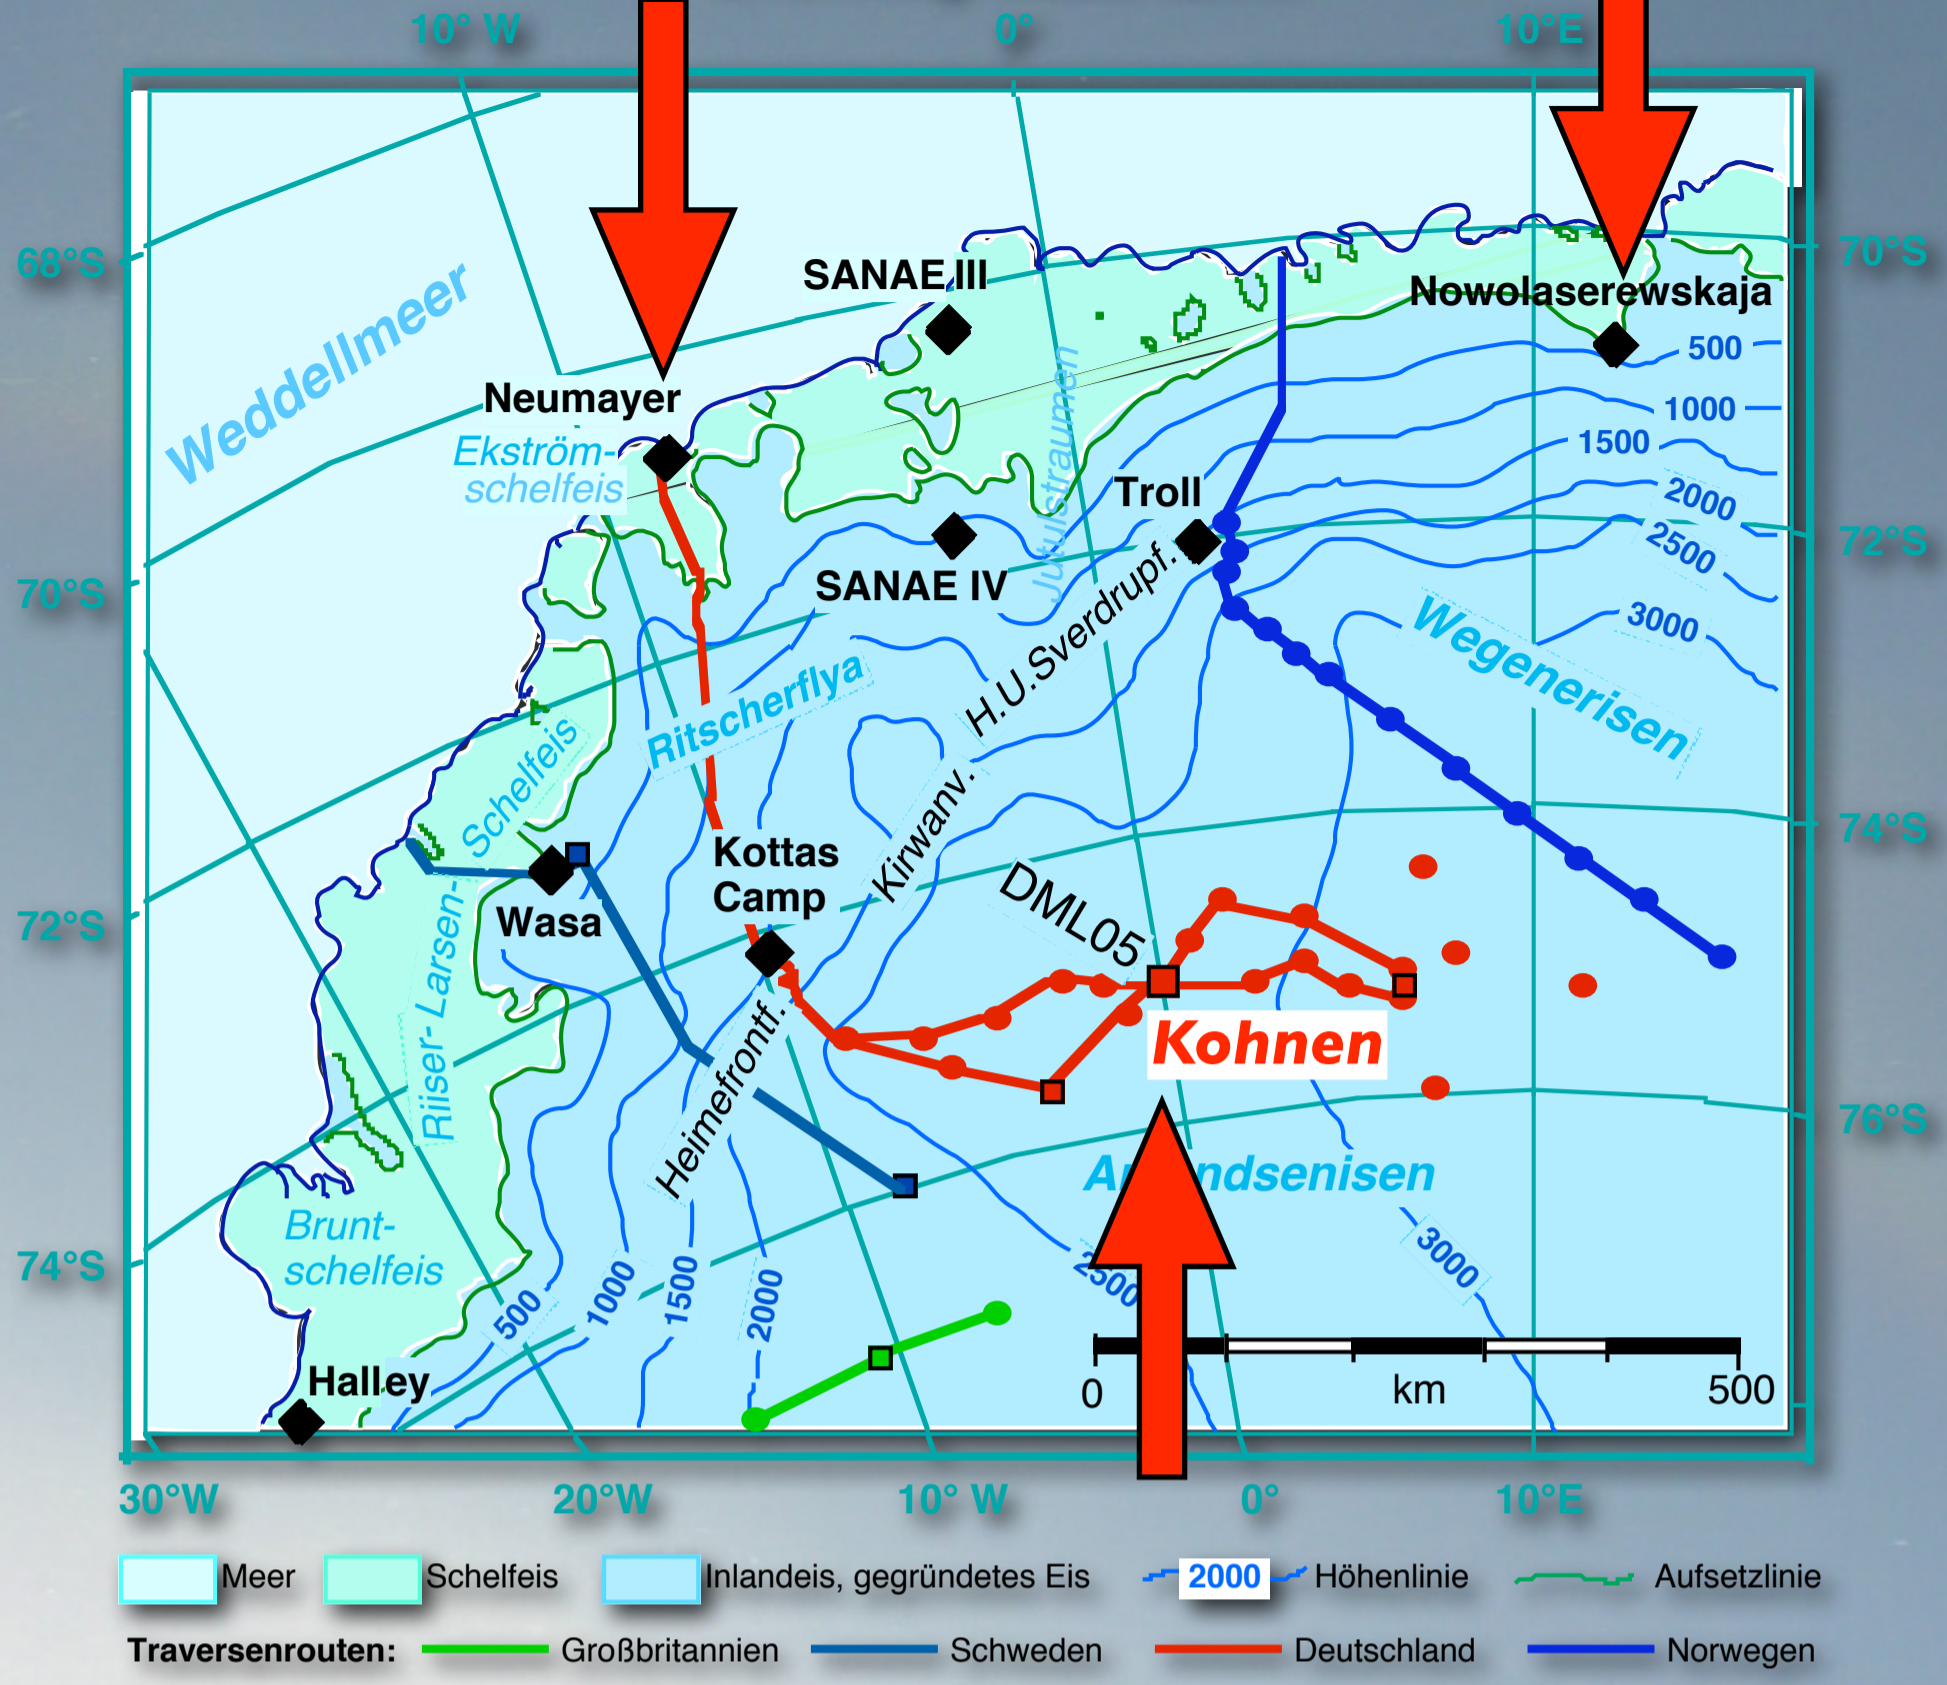 10° W
0°
10°E
68°S
70°S
Weddellmeer
SANAE III
Nowolaserewskaja
500
Neumayer
1000
Ekström-
schelfeis
1500
Jutulstraumen
Troll
2000
2500
72°S
70°S
SANAE IV
3000
H.U.Sverdrupf.
Wegenerisen
Ritscherflya
Schelfeis
Kirwanv.
74°S
Kottas
Camp
DML05
72°S
Wasa
Riiser- Larsen-
Kohnen
Heimefrontf.
76°S
ndsenisen
Brunt-
schelfeis
74°S
500
1000
1500
2000
2500
3000
Halley
0
km
500
30°W
20°W
10° W
0°
10°E
Meer
Schelfeis
Inlandeis, gegründetes Eis
2000
Höhenlinie
Aufsetzlinie
Traversenrouten:
Großbritannien
Schweden
Deutschland
Norwegen